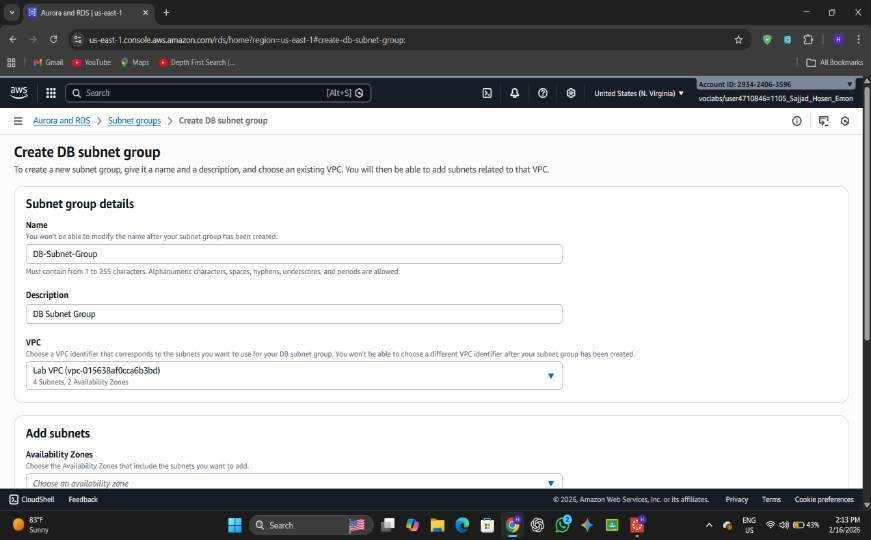 Aurora and RDS | us-east-1
us-east-1.console.aws.amazon.com/rds/home?region=us-east-1#create-db-subnet-group:
Gmail
YouTube
Maps
Depth First Search (...
All Bookmarks
aws
Search
[Alt+S]
United States (N. Virginia)
Account ID: 2934-2406-3596
voclabs/user4710846=1105_Sajjad_Hosen_Emon
Aurora and RDS > Subnet groups > Create DB subnet group
Create DB subnet group
To create a new subnet group, give it a name and a description, and choose an existing VPC. You will then be able to add subnets related to that VPC.
Subnet group details
Name
You won't be able to modify the name after your subnet group has been created.
DB-Subnet-Group
Must contain from 1 to 255 characters. Alphanumeric characters, spaces, hyphens, underscores, and periods are allowed.
Description
DB Subnet Group
VPC
Choose a VPC identifier that corresponds to the subnets you want to use for your DB subnet group. You won't be able to choose a different VPC identifier after your subnet group has been created.
Lab VPC (vpc-015638af0cca6b3bd)
4 Subnets, 2 Availability Zones
Add subnets
Availability Zones
Choose the Availability Zones that include the subnets you want to add.
Choose an availability zone
CloudShell
Feedback
© 2026, Amazon Web Services, Inc. or its affiliates.
Privacy
Terms
Cookie preferences
83°F
Sunny
Search
2
ENG
US
43%
2:13 PM
2/16/2026